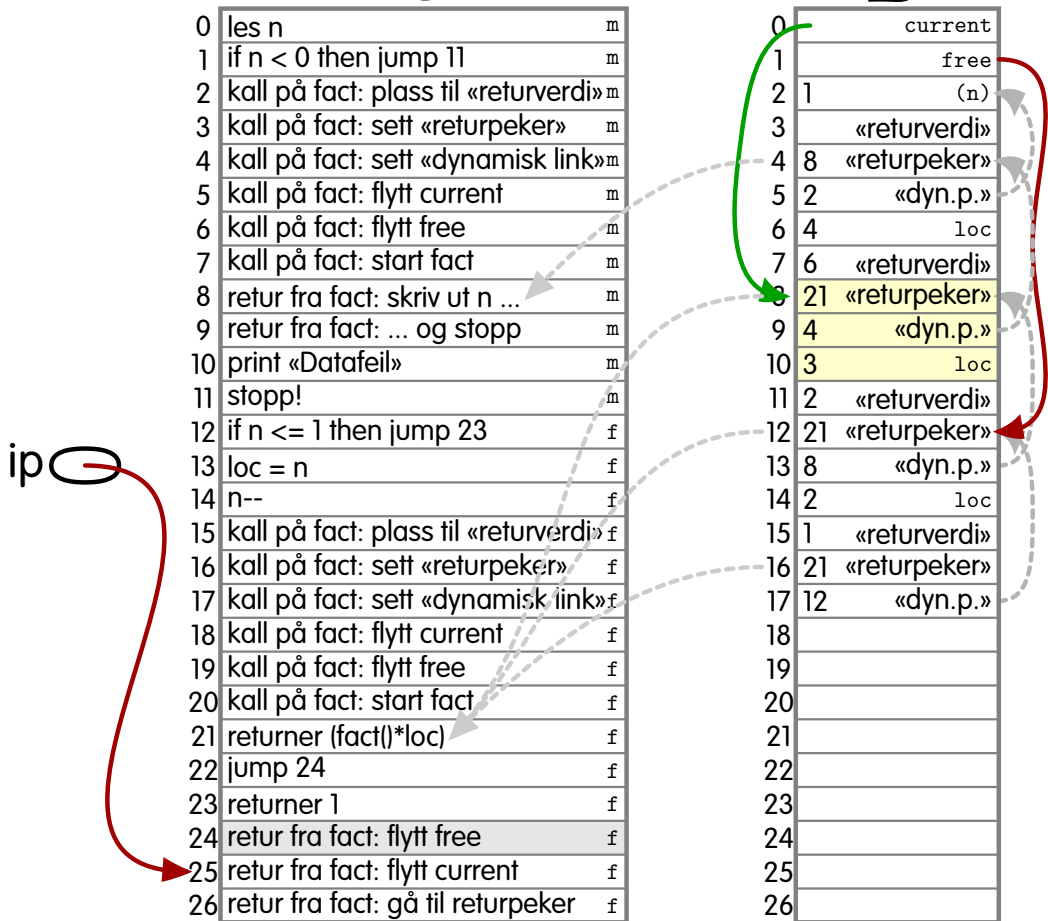 0 les n m
1 if n < 0 then jump 11 m
2 kall på fact: plass til «returverdi» m
3 kall på fact: sett «returpeker» m
4 kall på fact: sett «dynamisk link» m
5 kall på fact: flytt current m
6 kall på fact: flytt free m
7 kall på fact: start fact m
8 retur fra fact: skriv ut n ... m
9 retur fra fact: ... og stopp m
10 print «Datafeil» m
11 stopp! m
12 if n <= 1 then jump 23 f
13 loc = n f
14 n-- f
15 kall på fact: plass til «returverdi» f
16 kall på fact: sett «returpeker» f
17 kall på fact: sett «dynamisk link» f
18 kall på fact: flytt current f
19 kall på fact: flytt free f
20 kall på fact: start fact f
21 returner (fact()*loc) f
22 jump 24 f
23 returner 1 f
24 retur fra fact: flytt free f
25 retur fra fact: flytt current f
26 retur fra fact: gå til returpeker f
ip
0 current
1 free
2 1 (n)
3 «returverdi»
4 8 «returpeker»
5 2 «dyn.p.»
6 4 loc
7 6 «returverdi»
8 21 «returpeker»
9 4 «dyn.p.»
10 3 loc
11 2 «returverdi»
12 21 «returpeker»
13 8 «dyn.p.»
14 2 loc
15 1 «returverdi»
16 21 «returpeker»
17 12 «dyn.p.»
18
19
20
21
22
23
24
25
26